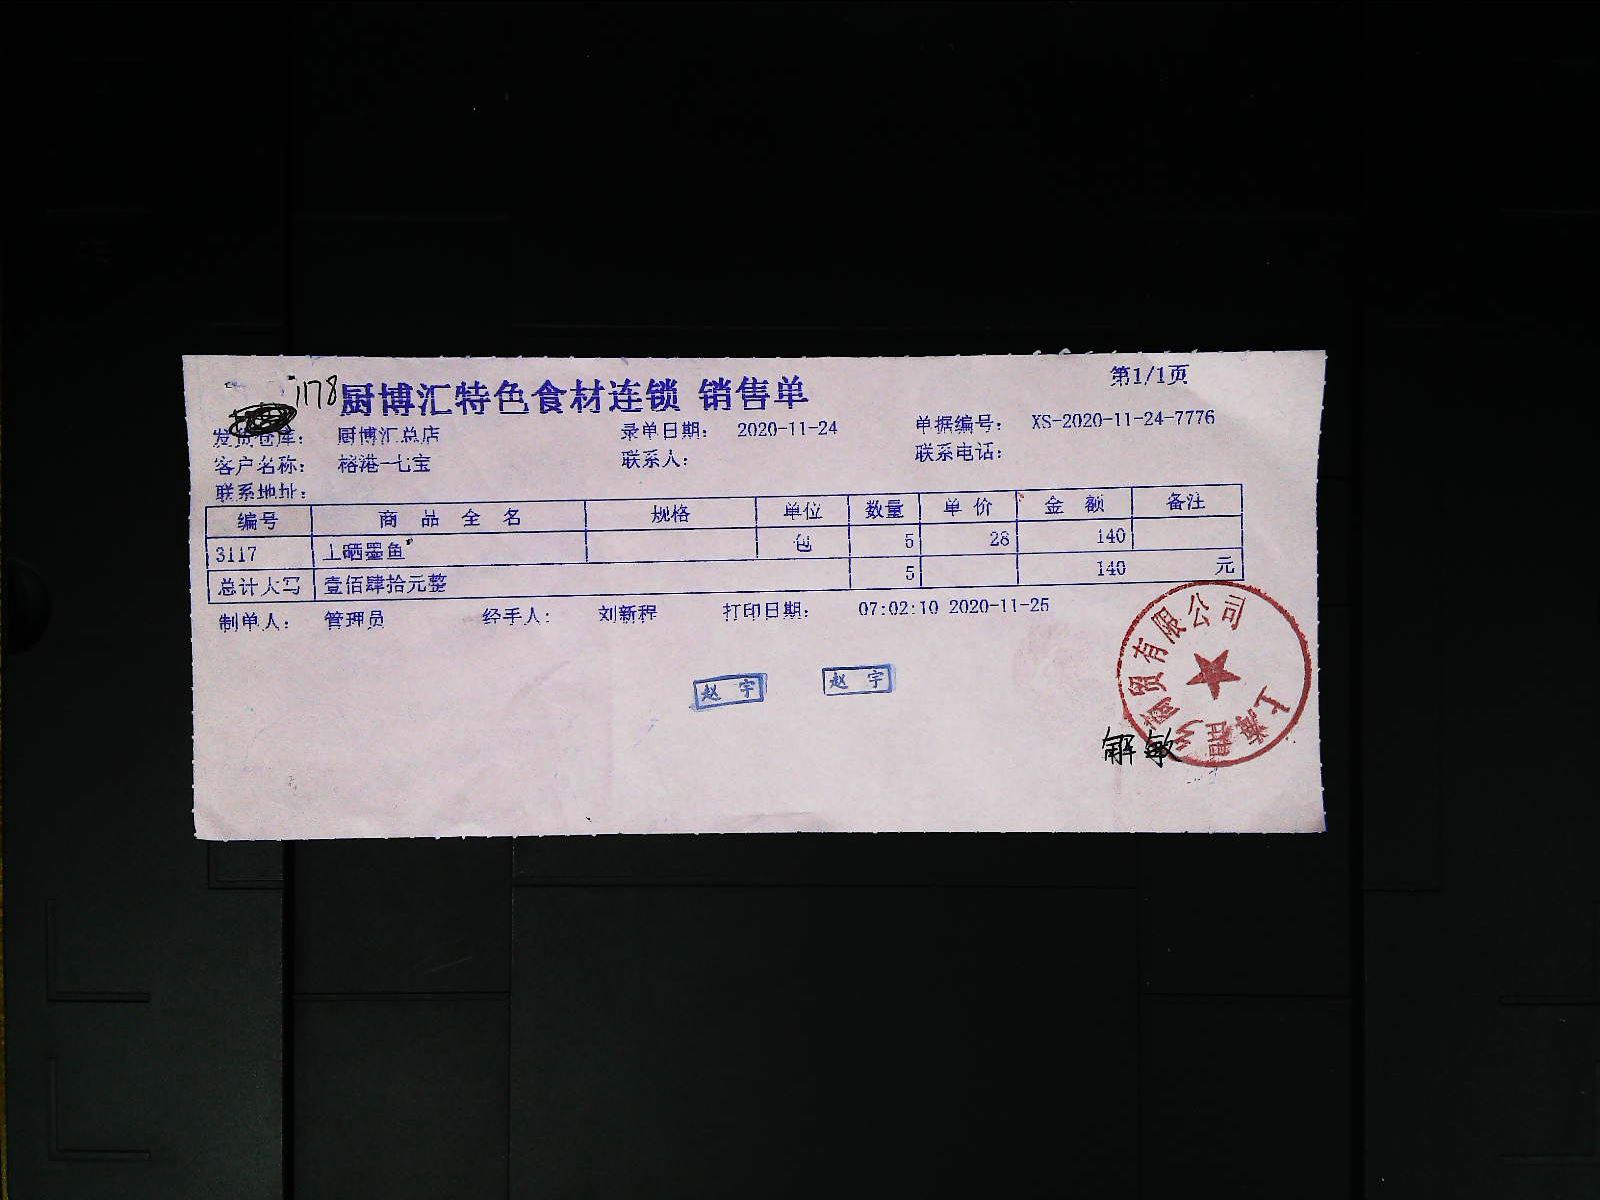 1178
厨博汇特色食材连锁 销售单
第1/1页
发货仓库： 厨博汇总店 录单日期： 2020-11-24 单据编号： XS-2020-11-24-7776
客户名称： 榕港-七宝 联系人： 联系电话：
联系地址：
编号 商品全名 规格 单位 数量 单价 金额 备注
3117 上晒墨鱼 包 5 28 140
总计大写 壹佰肆拾元整 5 140 元
制单人： 管理员 经手人： 刘新程 打印日期： 07:02:10 2020-11-25
赵宇 赵宇
上海 商贸有限公司
解敏